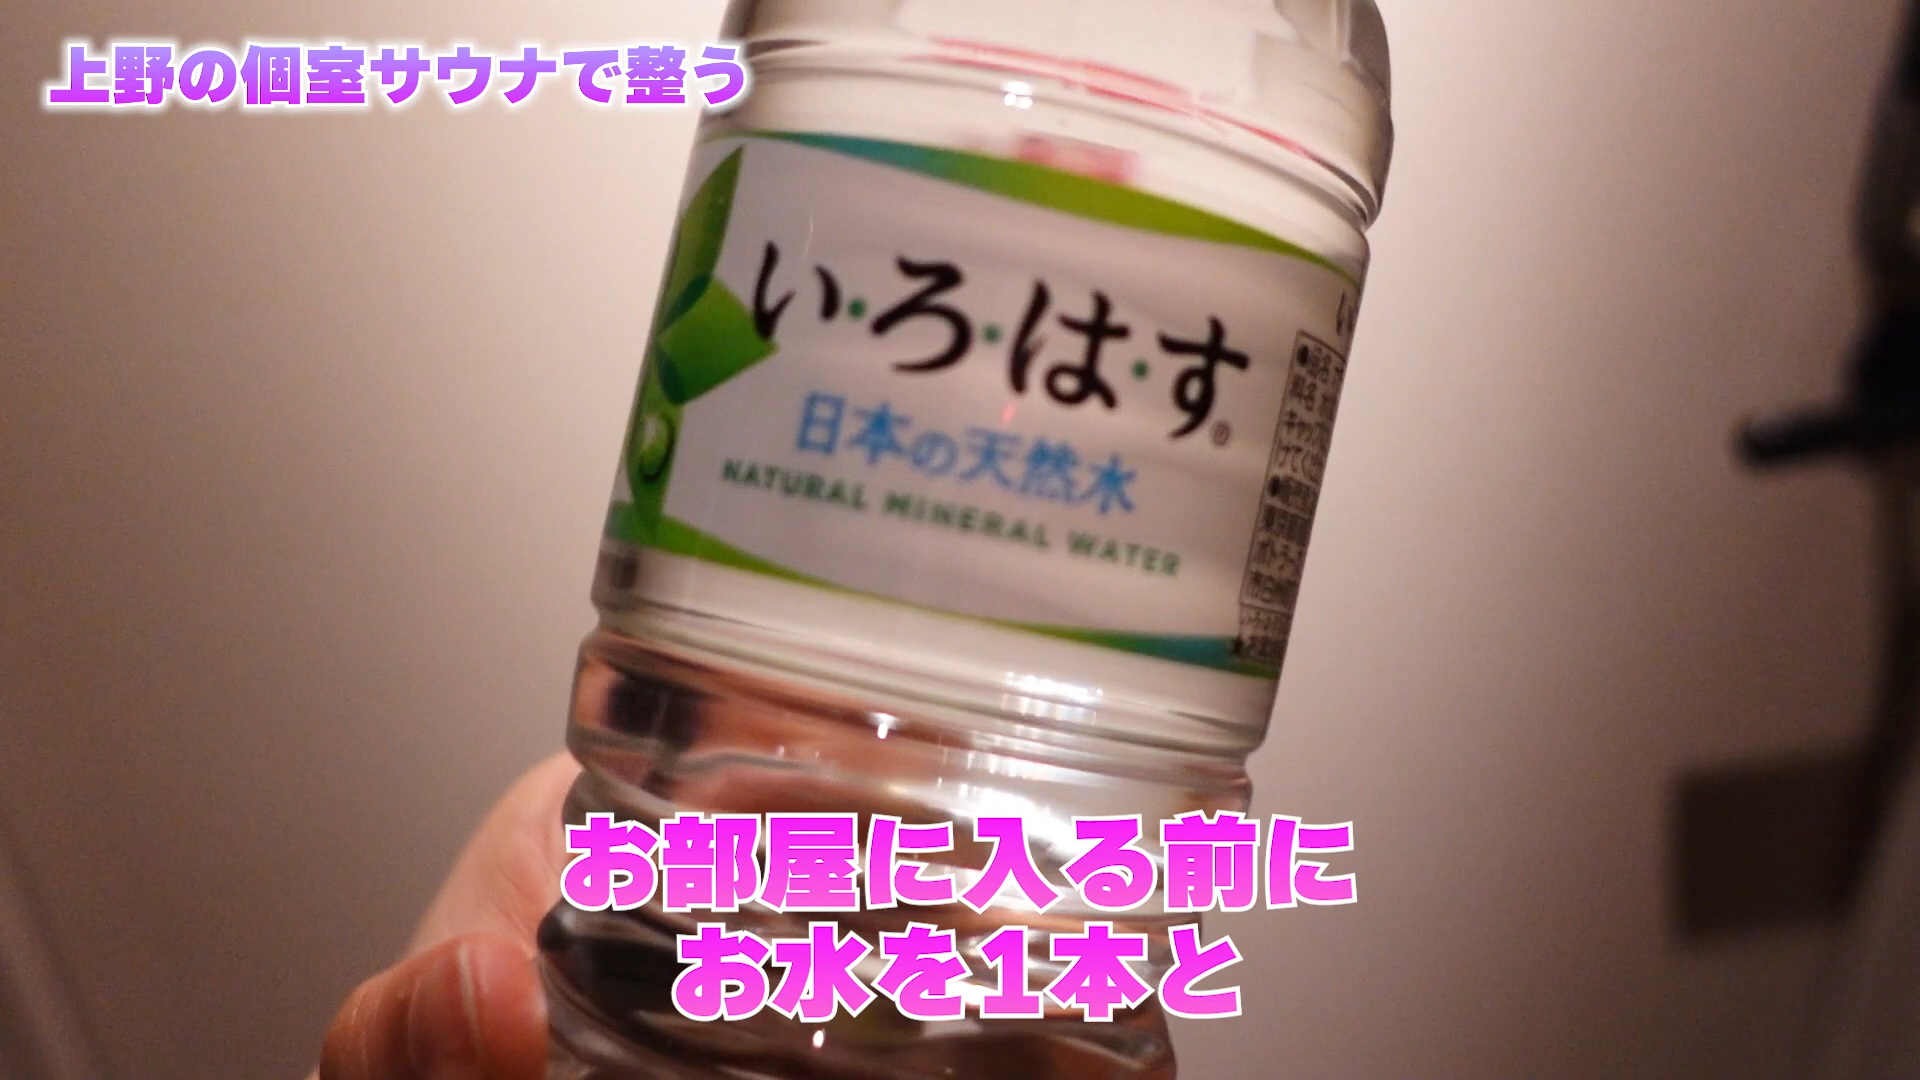 上野の個室サウナで整う
い・ろ・は・す®
日本の天然水
NATURAL MINERAL WATER
お部屋に入る前に
お水を1本と